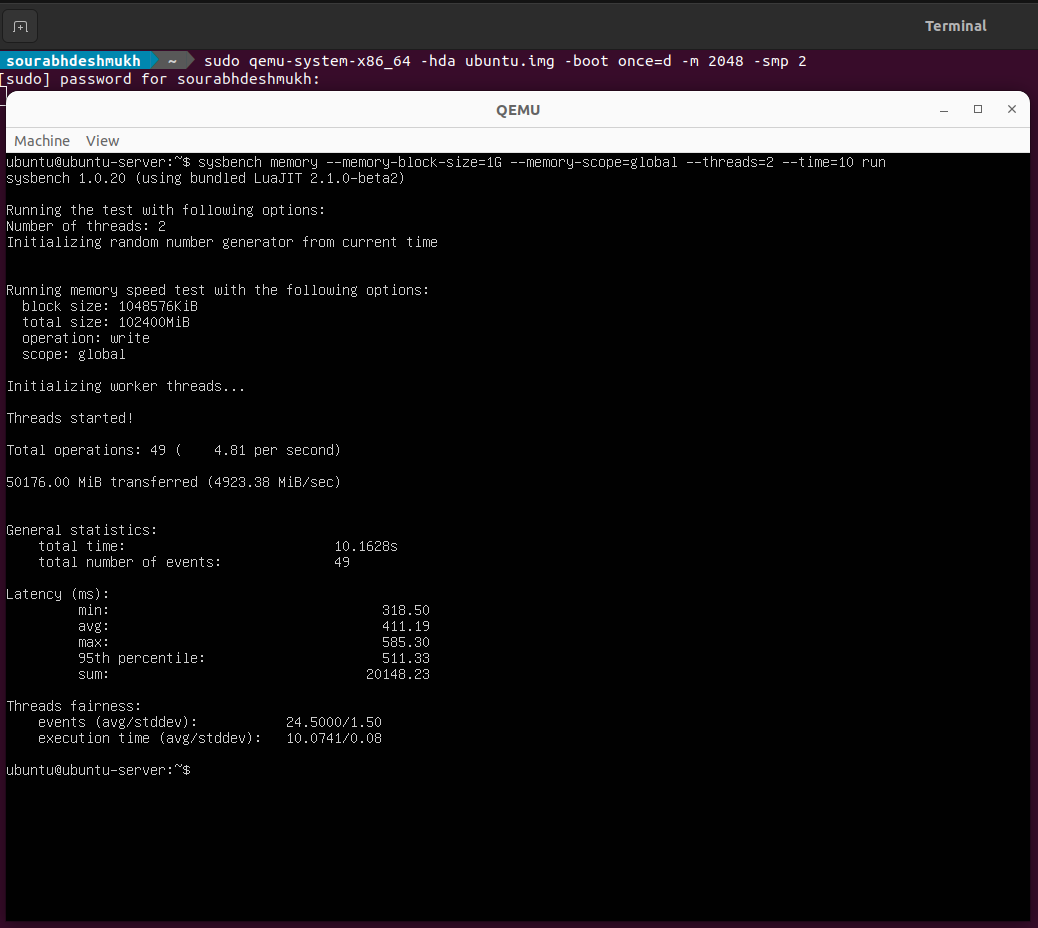 Terminal
sourabhdeshmukh ~ sudo qemu-system-x86_64 -hda ubuntu.img -boot once=d -m 2048 -smp 2
[sudo] password for sourabhdeshmukh:
QEMU
Machine View
ubuntu@ubuntu-server:~$ sysbench memory --memory-block-size=1G --memory-scope=global --threads=2 --time=10 run
sysbench 1.0.20 (using bundled LuaJIT 2.1.0-beta2)
Running the test with following options:
Number of threads: 2
Initializing random number generator from current time
Running memory speed test with the following options:
block size: 1048576KiB
total size: 102400MiB
operation: write
scope: global
Initializing worker threads...
Threads started!
Total operations: 49 (    4.81 per second)
50176.00 MiB transferred (4923.38 MiB/sec)
General statistics:
total time: 10.1628s
total number of events: 49
Latency (ms):
min: 318.50
avg: 411.19
max: 585.30
95th percentile: 511.33
sum: 20148.23
Threads fairness:
events (avg/stddev): 24.5000/1.50
execution time (avg/stddev): 10.0741/0.08
ubuntu@ubuntu-server:~$